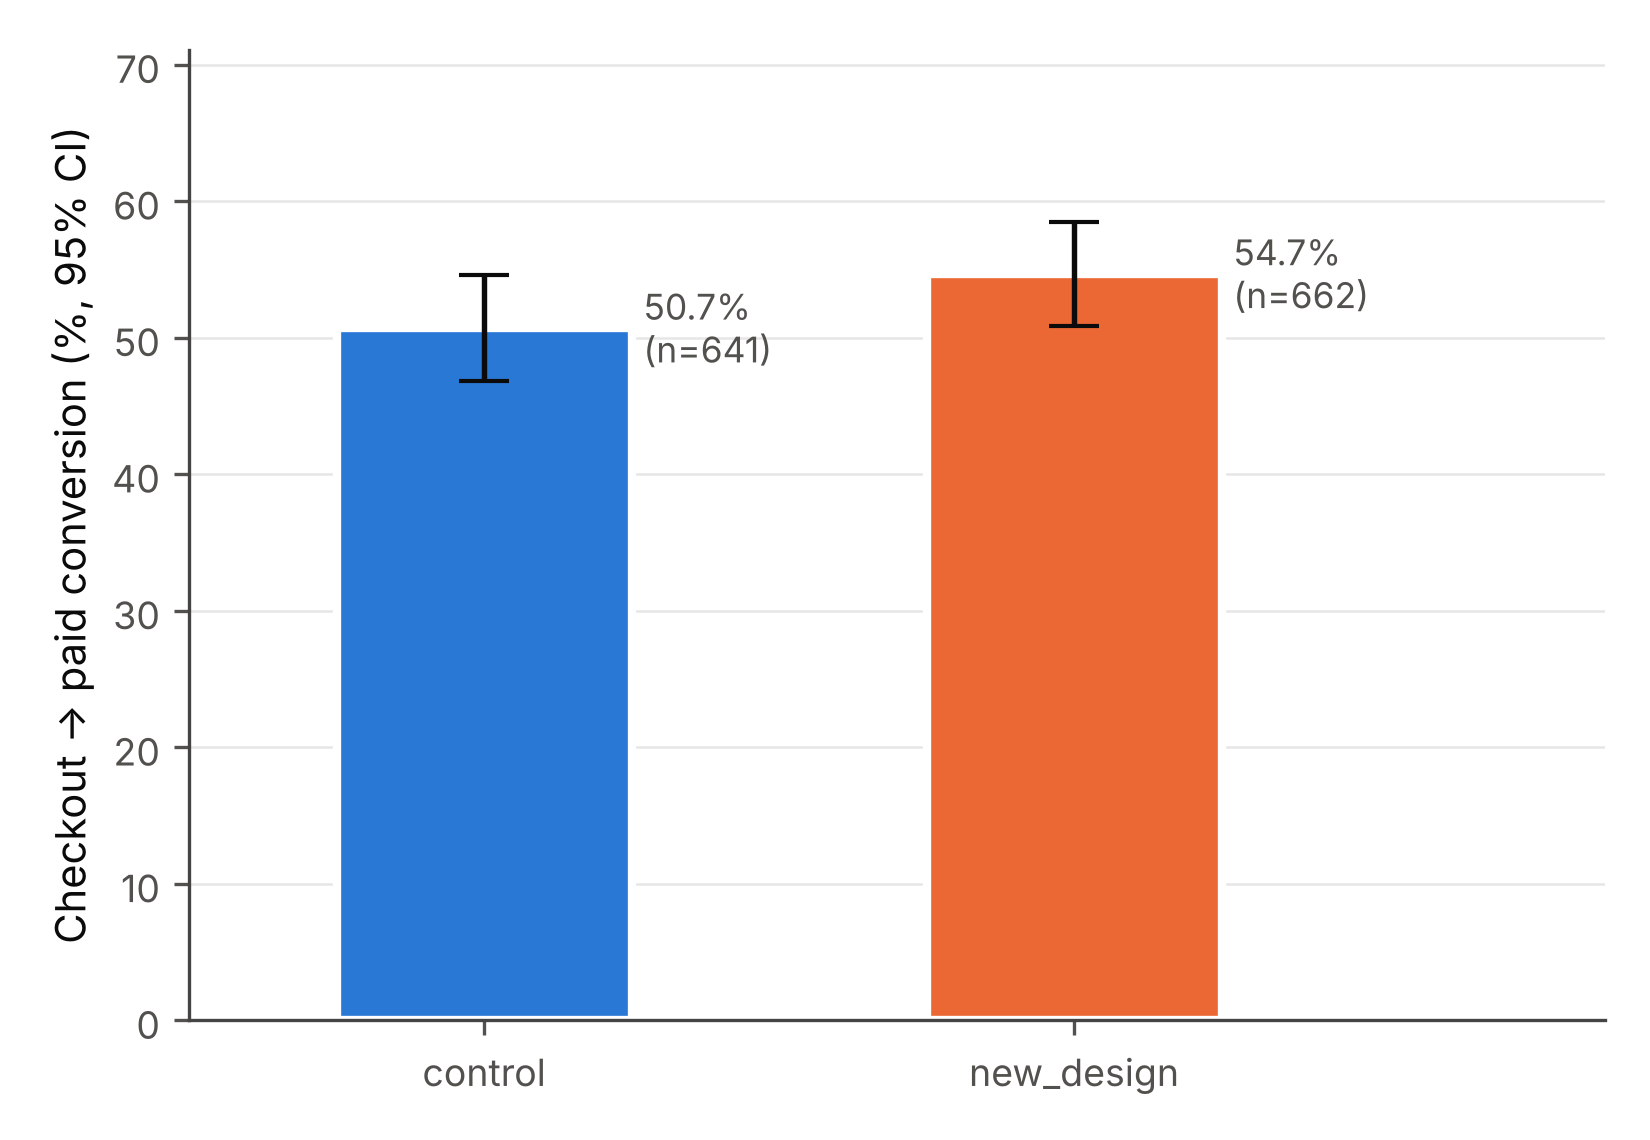 Checkout → paid conversion (%, 95% CI)
70
60
50
40
30
20
10
0
50.7%
(n=641)
54.7%
(n=662)
control
new_design